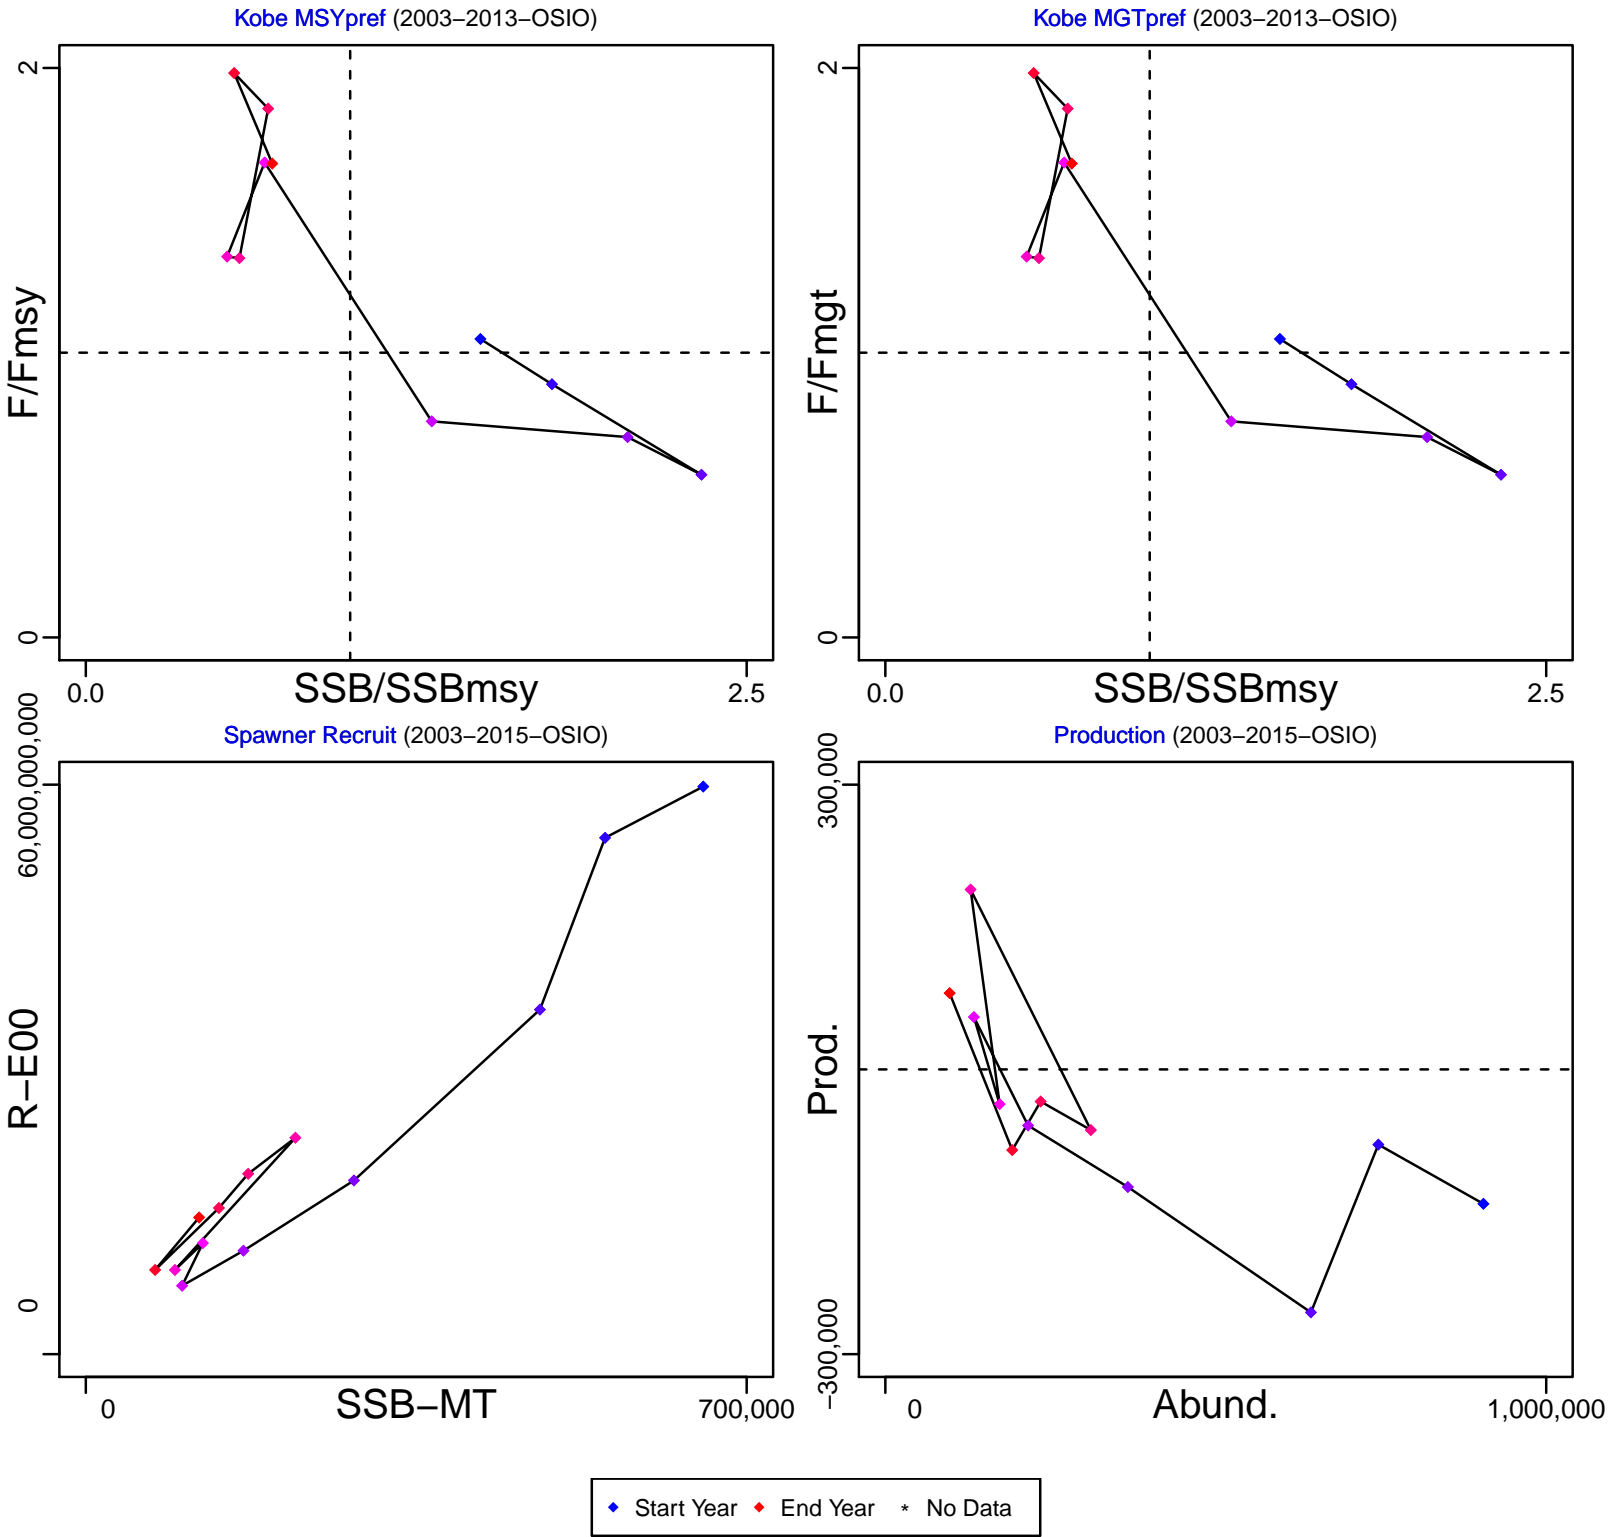 Kobe MSYpref (2003−2013−OSIO)
F/Fmsy
2
0
0.0
2.5
SSB/SSBmsy
Kobe MGTpref (2003−2013−OSIO)
F/Fmgt
2
0
0.0
2.5
SSB/SSBmsy
Spawner Recruit (2003−2015−OSIO)
R−E00
60,000,000,000
0
0
700,000
SSB−MT
Production (2003−2015−OSIO)
Prod.
300,000
−300,000
0
1,000,000
Abund.
Start Year End Year * No Data